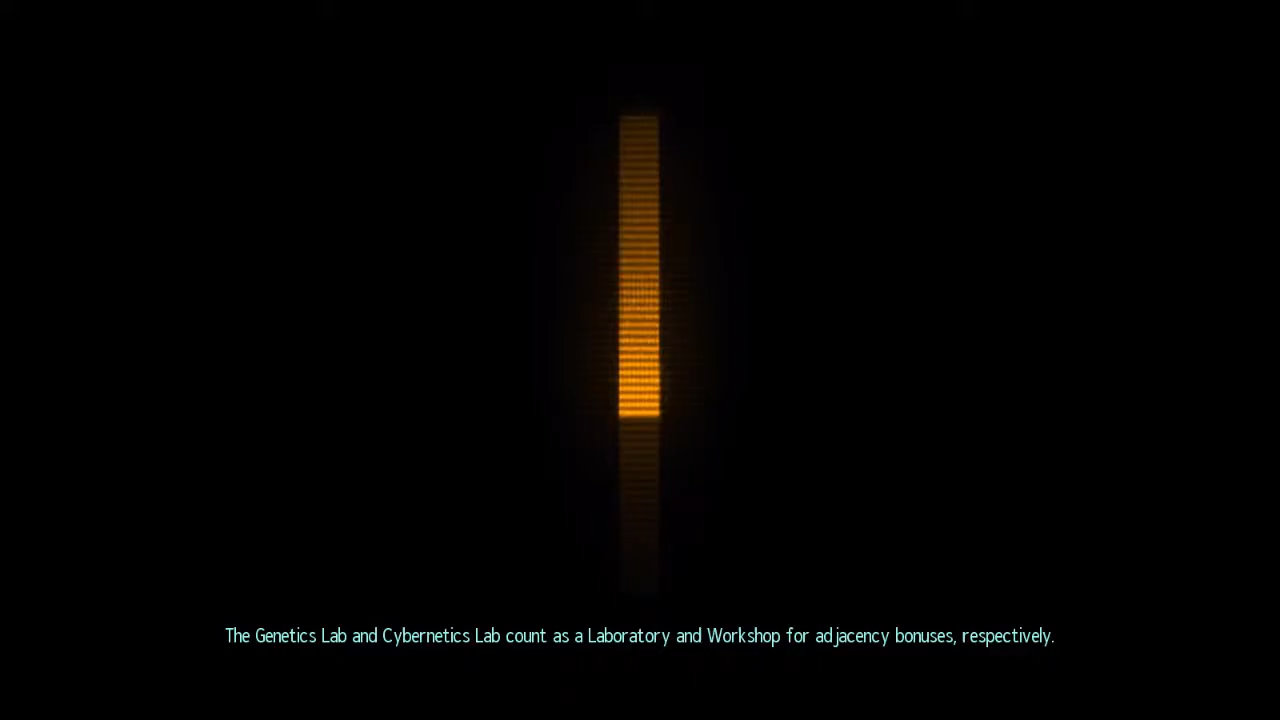 The Genetics Lab and Cybernetics Lab count as a Laboratory and Workshop for adjacency bonuses, respectively.